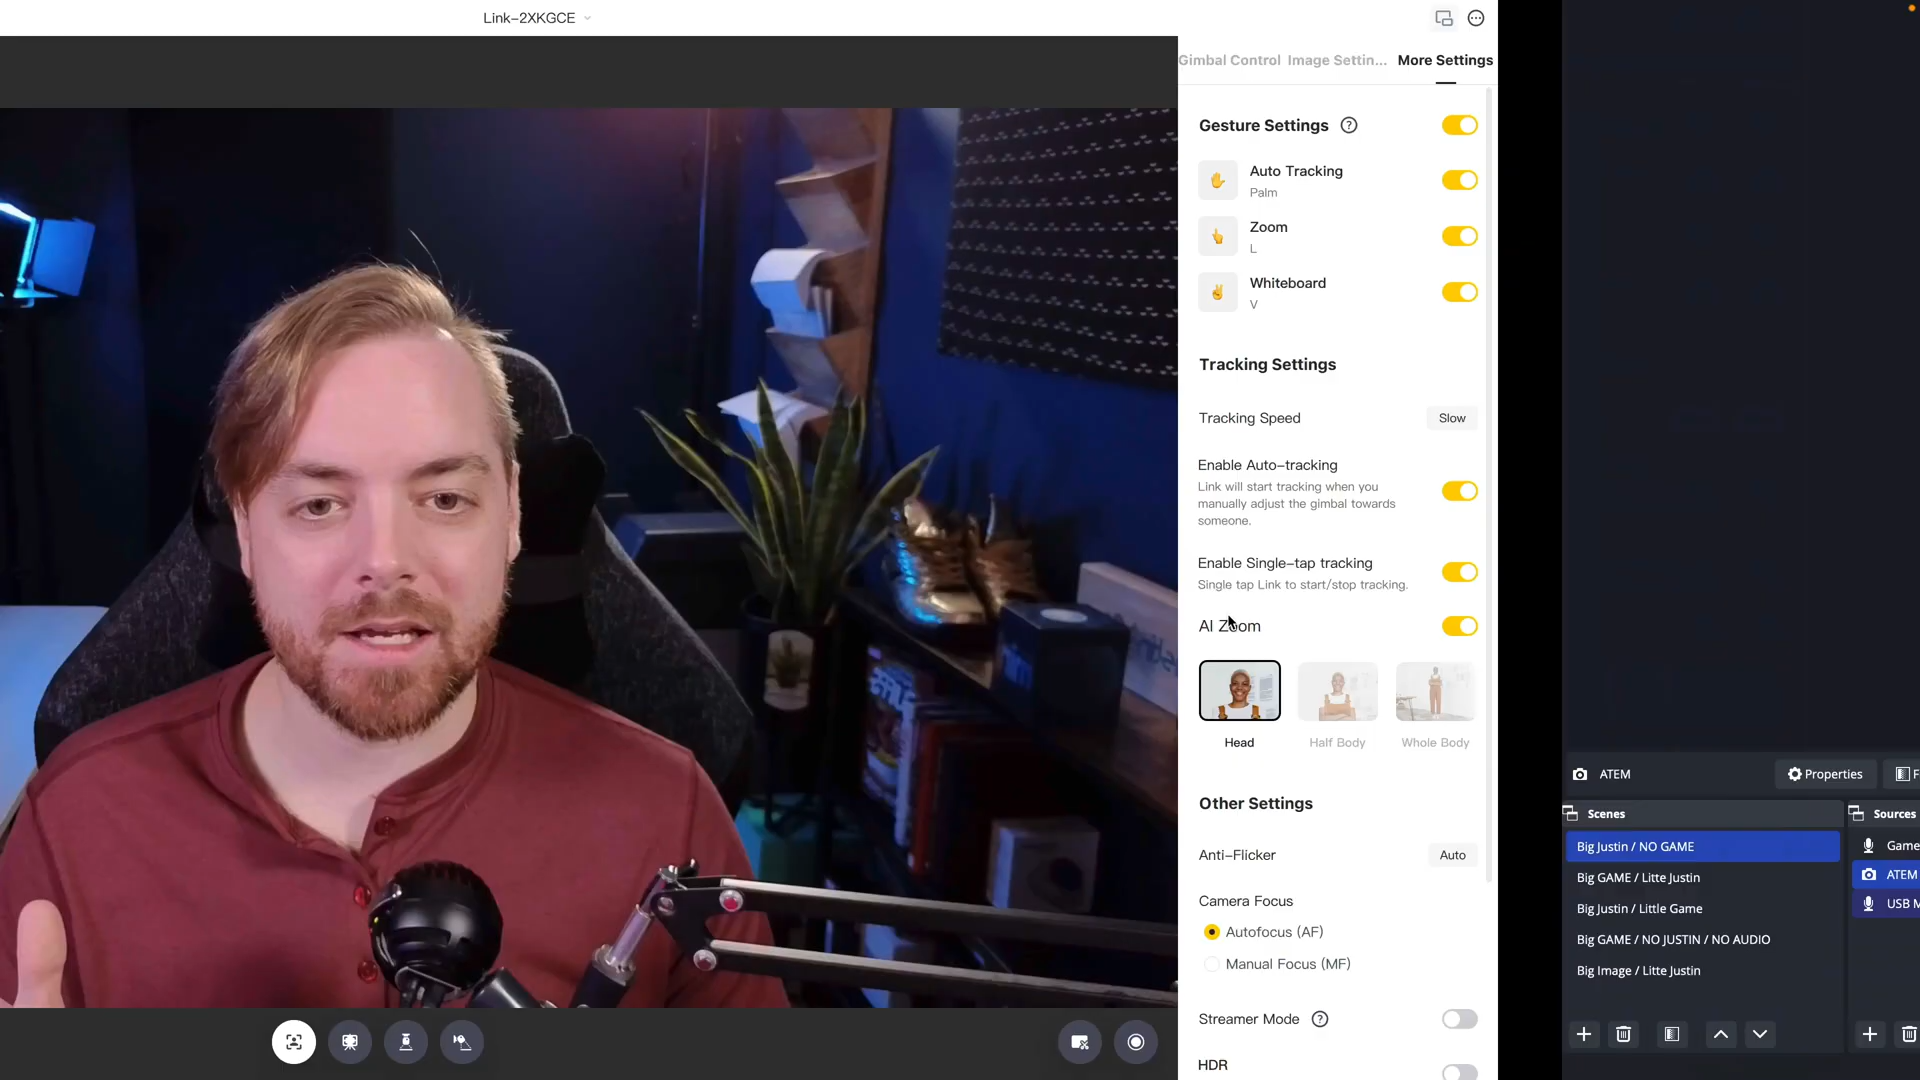 Link-2XKGCE
Gimbal Control Image Settin... More Settings
Gesture Settings ?
Auto Tracking
Palm
Zoom
L
Whiteboard
V
Tracking Settings
Tracking Speed Slow
Enable Auto-tracking
Link will start tracking when you
manually adjust the gimbal towards
someone.
Enable Single-tap tracking
Single tap Link to start/stop tracking.
AI Zoom
Head Half Body Whole Body
Other Settings
Anti-Flicker Auto
Camera Focus
Autofocus (AF)
Manual Focus (MF)
Streamer Mode ?
HDR
ATEM Properties F
Scenes
Big Justin / NO GAME
Big GAME / Litte Justin
Big Justin / Little Game
Big GAME / NO JUSTIN / NO AUDIO
Big Image / Litte Justin
Sources
Game
ATEM
USB M